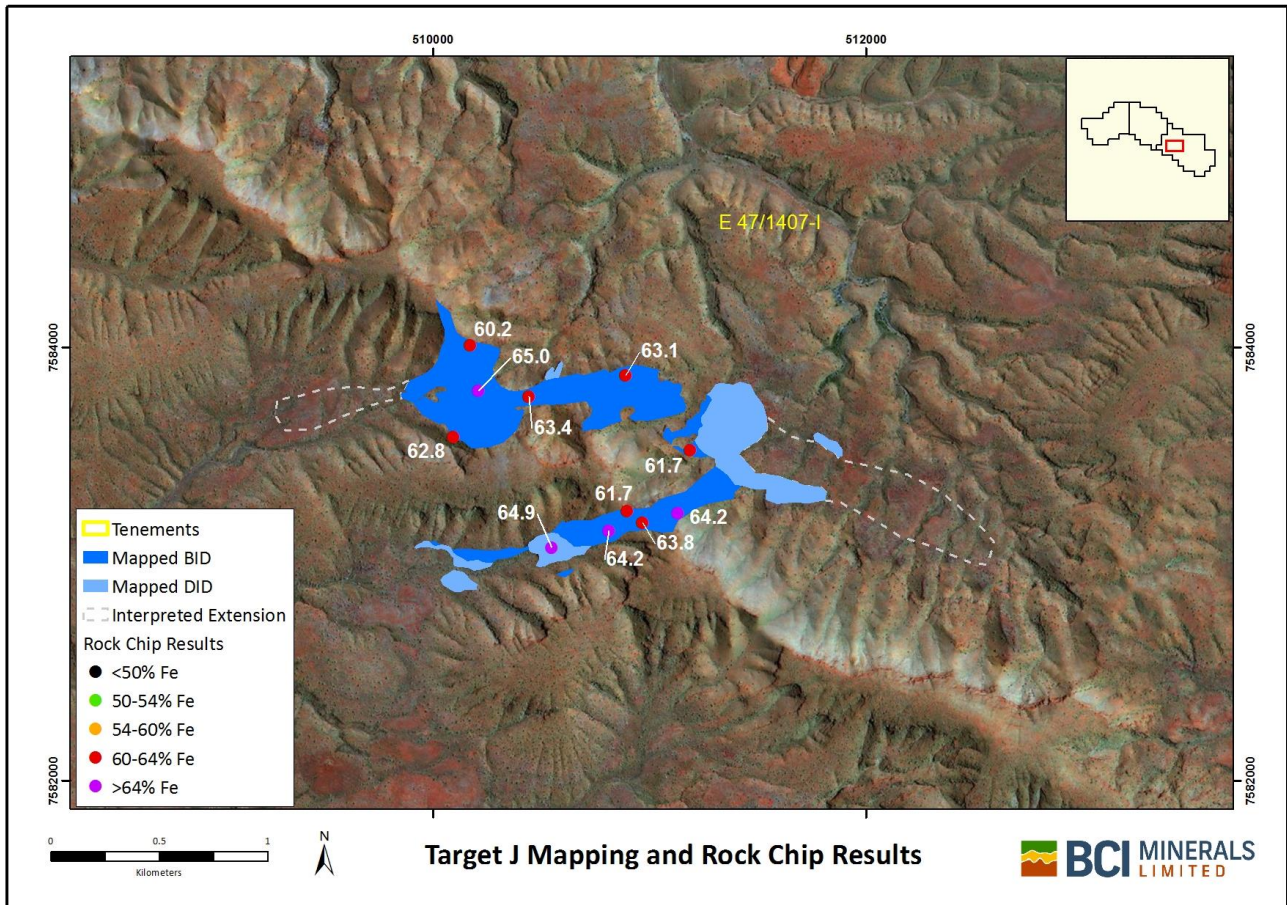 510000
512000
E 47/1407-I
7584000
7584000
60.2
65.0
63.1
63.4
62.8
61.7
61.7
64.9
64.2
64.2
63.8
Tenements
Mapped BID
Mapped DID
Interpreted Extension
Rock Chip Results
<50% Fe
50-54% Fe
54-60% Fe
60-64% Fe
>64% Fe
7582000
7582000
0
0.5
1
Kilometers
N
Target J Mapping and Rock Chip Results
BCI MINERALS
LIMITED
510000
512000